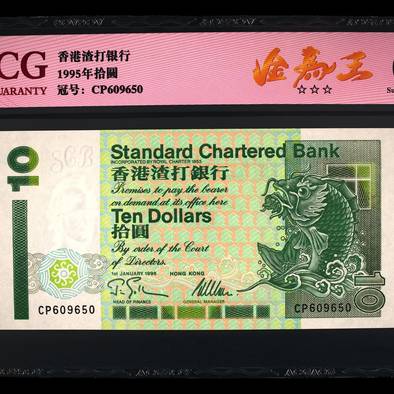 CG
UARANTY
香港渣打银行
1995年拾圆
冠号：CP609650
☆☆☆
10
Standard Chartered Bank
INCORPORATED BY ROYAL CHARTER 1853
香港渣打銀行
Promises to pay the bearer
on demand at its office here
Ten Dollars
拾圓
By order of the Court
of Directors.
1st JANUARY 1995 HONG KONG
CP609650
HEAD OF FINANCE
GENERAL MANAGER
CP609650
10